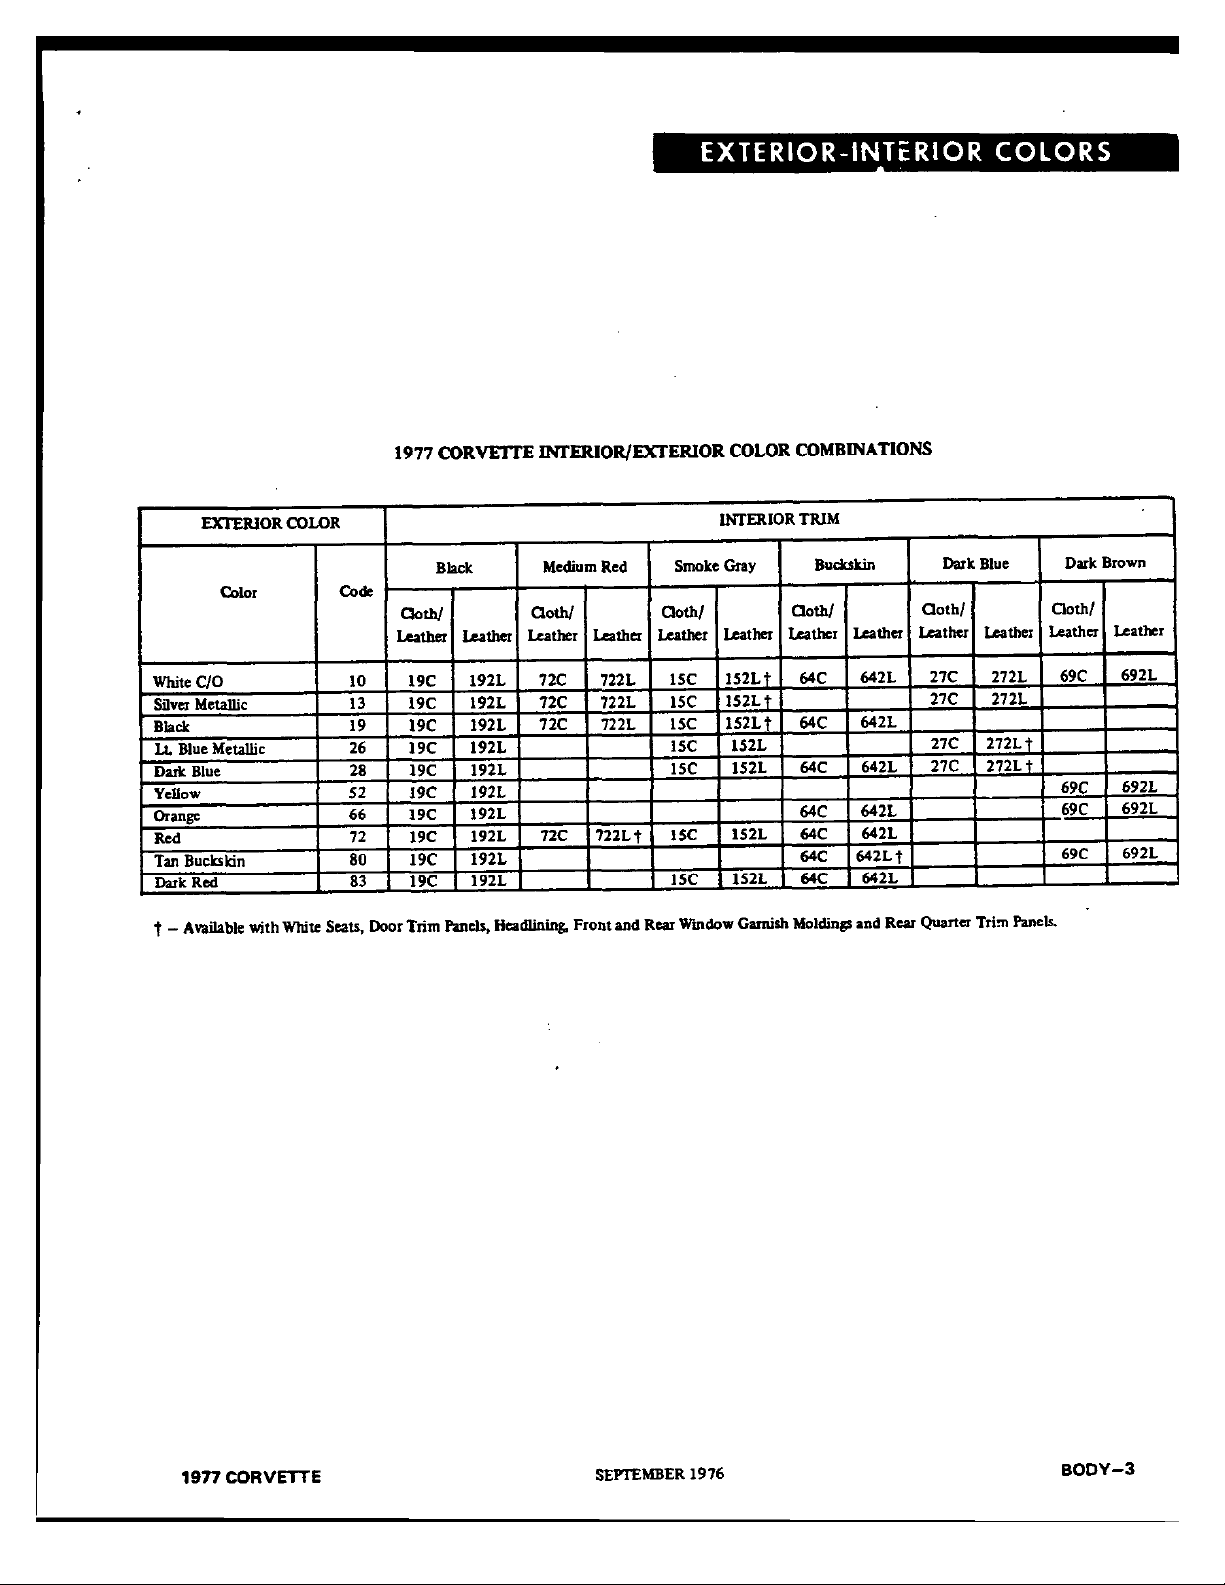 EXTERIOR-INTERIOR COLORS
1977 CORVETTE INTERIOR/EXTERIOR COLOR COMBINATIONS
EXTERIOR COLOR INTERIOR TRIM
Color Code Black Medium Red Smoke Gray Buckskin Dark Blue Dark Brown
Cloth/ Cloth/ Cloth/ Cloth/ Cloth/ Cloth/
Leather Leather Leather Leather Leather Leather Leather Leather Leather Leather Leather Leather
White C/O 10 19C 192L 72C 722L 15C 152L† 64C 642L 27C 272L 69C 692L
Silver Metallic 13 19C 192L 72C 722L 15C 152L† 27C 272L
Black 19 19C 192L 72C 722L 15C 152L† 64C 642L
Lt. Blue Metallic 26 19C 192L 15C 152L 27C 272L†
Dark Blue 28 19C 192L 15C 152L 64C 642L 27C 272L†
Yellow 52 19C 192L 69C 692L
Orange 66 19C 192L 64C 642L 69C 692L
Red 72 19C 192L 72C 722L† 15C 152L 64C 642L
Tan Buckskin 80 19C 192L 64C 642L† 69C 692L
Dark Red 83 19C 192L 15C 152L 64C 642L
† – Available with White Seats, Door Trim Panels, Headlining, Front and Rear Window Garnish Moldings and Rear Quarter Trim Panels.
1977 CORVETTE SEPTEMBER 1976 BODY–3